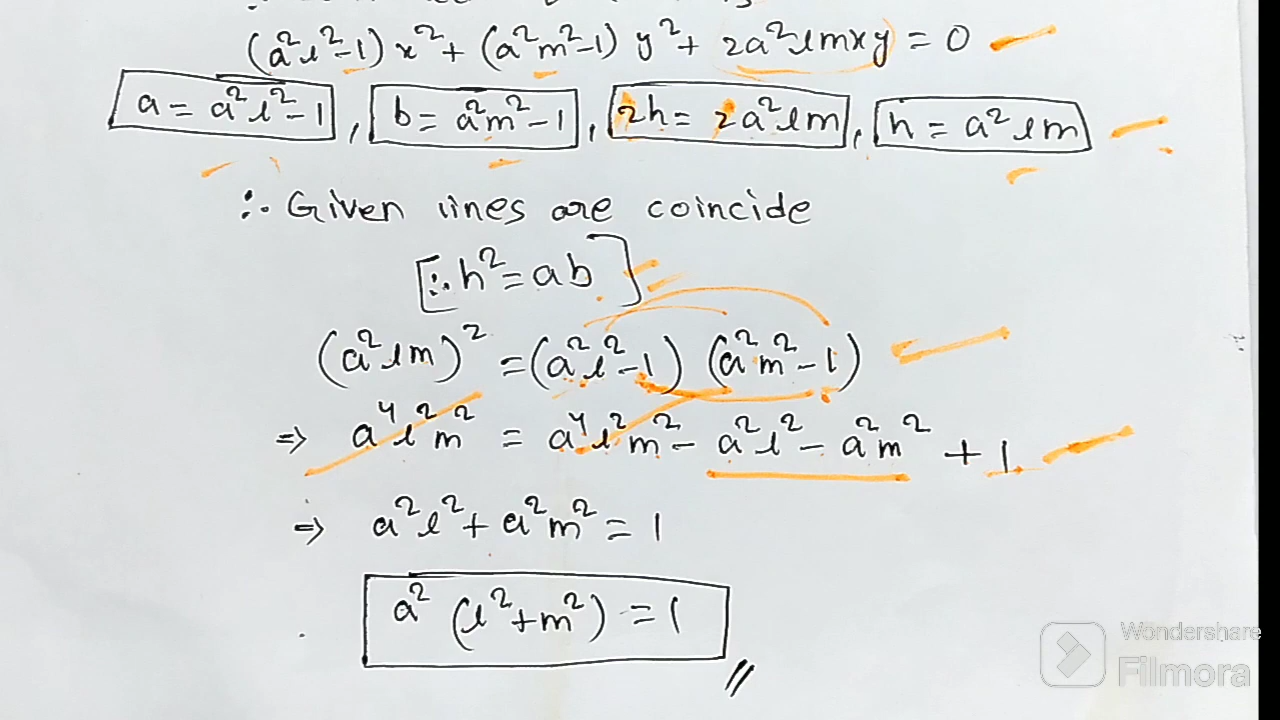 (a²l²-1)x² + (a²m²-1)y² + 2a²lmxy = 0
a = a²l²-1, b = a²m²-1, 2h = 2a²lm, h = a²lm
∴ Given lines are coincide
[∵ h² = ab]
(a²lm)² = (a²l²-1) (a²m²-1)
⇒ a⁴l²m² = a⁴l²m² - a²l² - a²m² + 1
⇒ a²l² + a²m² = 1
a² (l²+m²) = 1 //
Wondershare
Filmora